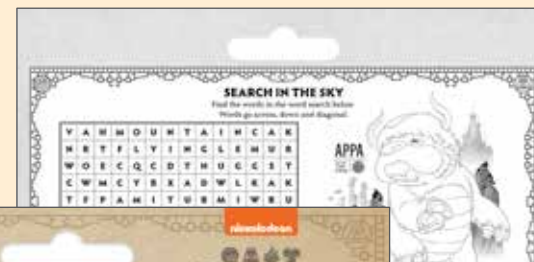 SEARCH IN THE SKY
Find the words in the word search below
Words go across, down and diagonal.
V A H M O U N T A I N C A K
N R T F L Y I N G L E M U R
W O E C Q C D T H U G C S T
C W M C Y E X A D W L R A K
T F P A M I T U R M I W R U
APPA
nickelodeon